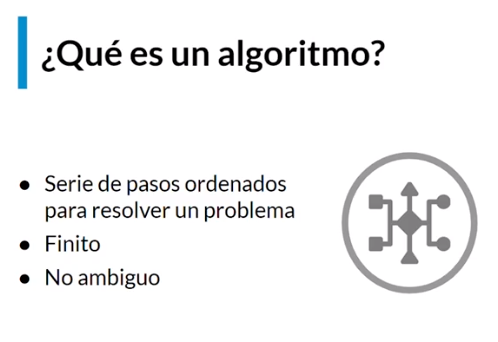 ¿Qué es un algoritmo?
● Serie de pasos ordenados
para resolver un problema
● Finito
● No ambiguo